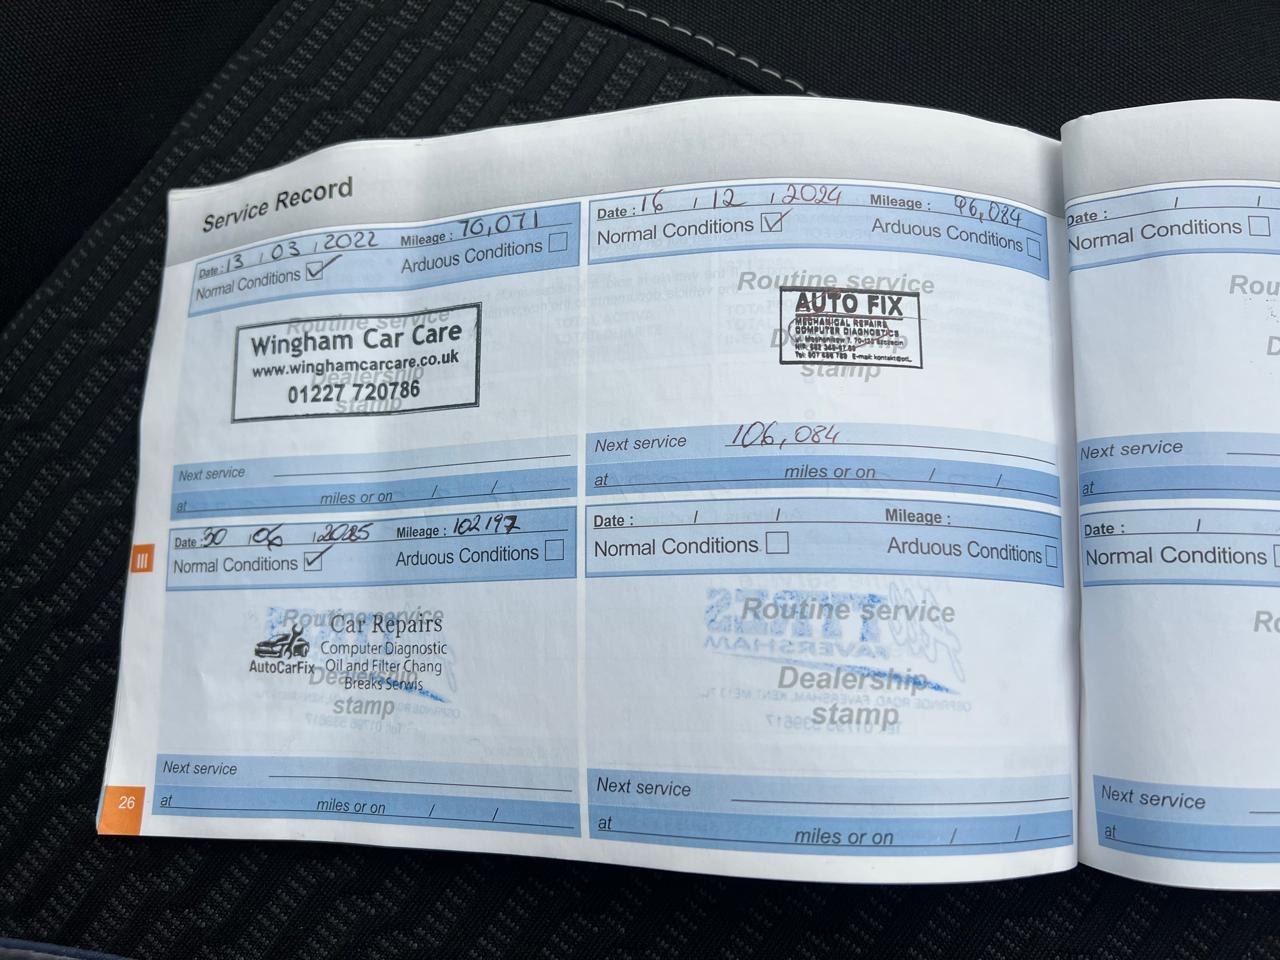 Service Record
Date : 13 / 03 / 2022 Mileage : 70,071
Normal Conditions ☑ Arduous Conditions ☐
Routine service
Wingham Car Care
www.winghamcarcare.co.uk
Dealership
01227 720786
stamp
Next service
at miles or on / /
Date : 16 / 12 / 2024 Mileage : 96,084
Normal Conditions ☑ Arduous Conditions ☐
Routine service
AUTO FIX
MECHANICAL REPAIRS
COMPUTER DIAGNOSTICS
Dealership
stamp
Next service 106,084
at miles or on / /
III
Date : 30 06 2025 Mileage : 102197
Normal Conditions ☑ Arduous Conditions ☐
Routine service
Car Repairs
Computer Diagnostic
AutoCarFix Oil and Filter Chang
Dealership
Breaks Serwis
stamp
Next service
at miles or on / /
Date : / / Mileage :
Normal Conditions ☐ Arduous Conditions ☐
Routine service
Dealership
stamp
Next service
at miles or on / /
26
Date : / /
Normal Conditions ☐
Next service
at
Date : /
Normal Conditions
Next service
at